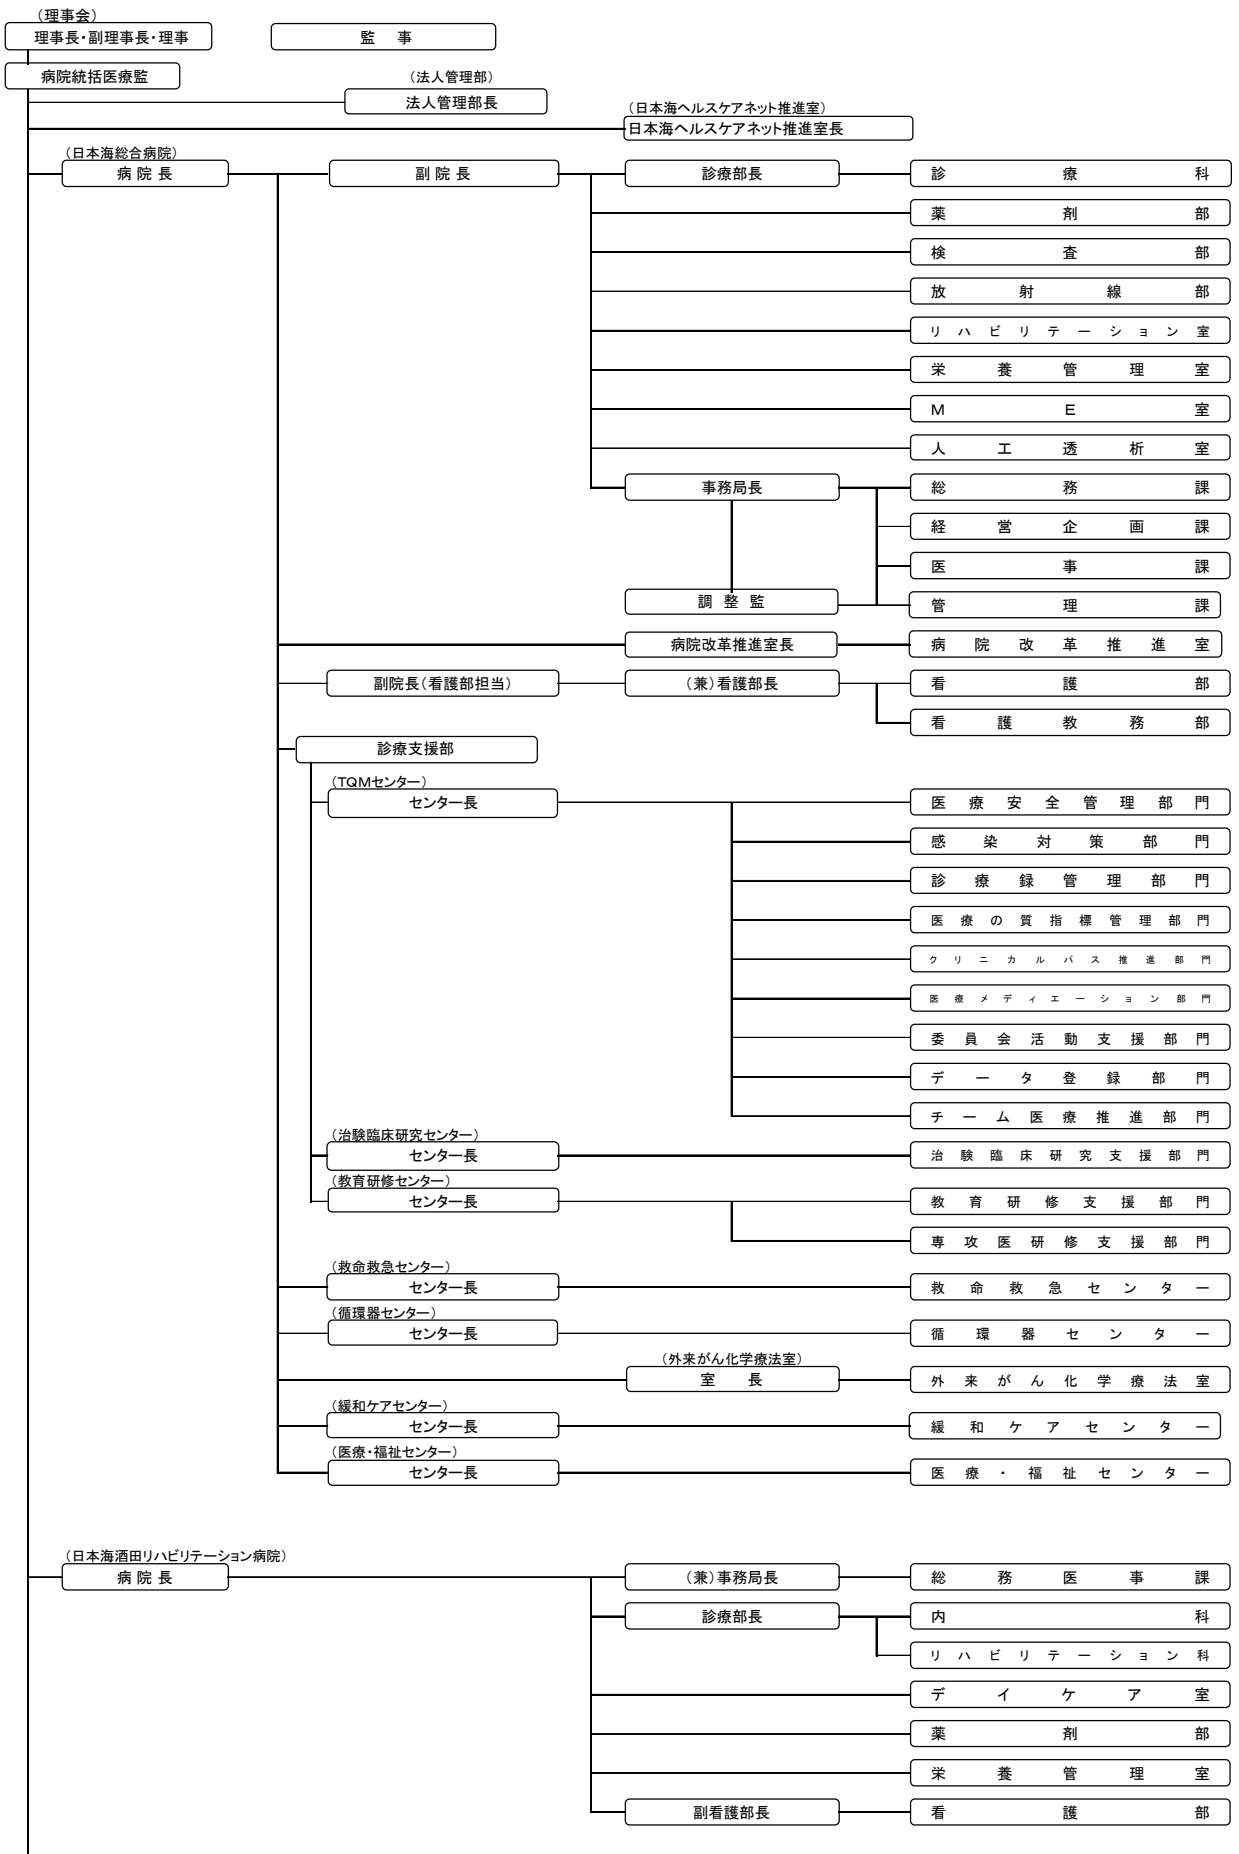 （理事会）
理事長・副理事長・理事
監事
病院統括医療監
（法人管理部）
法人管理部長
（日本海ヘルスケアネット推進室）
日本海ヘルスケアネット推進室長
（日本海総合病院）
病院長 副院長 診療部長 診療科
薬剤部
検査部
放射線部
リハビリテーション室
栄養管理室
ME室
人工透析室
事務局長 総務課
経営企画課
医事課
調整監 管理課
病院改革推進室長 病院改革推進室
副院長（看護部担当） （兼）看護部長 看護部
看護教務部
診療支援部
（TQMセンター）
センター長 医療安全管理部門
感染対策部門
診療録管理部門
医療の質指標管理部門
クリニカルパス推進部門
医療メディエーション部門
委員会活動支援部門
データ登録部門
チーム医療推進部門
（治験臨床研究センター）
センター長 治験臨床研究支援部門
（教育研修センター）
センター長 教育研修支援部門
専攻医研修支援部門
（救命救急センター）
センター長 救命救急センター
（循環器センター）
センター長 循環器センター
（外来がん化学療法室）
室長 外来がん化学療法室
（緩和ケアセンター）
センター長 緩和ケアセンター
（医療・福祉センター）
センター長 医療・福祉センター
（日本海酒田リハビリテーション病院）
病院長 （兼）事務局長 総務医事課
診療部長 内科
リハビリテーション科
デイケア室
薬剤部
栄養管理室
副看護部長 看護部